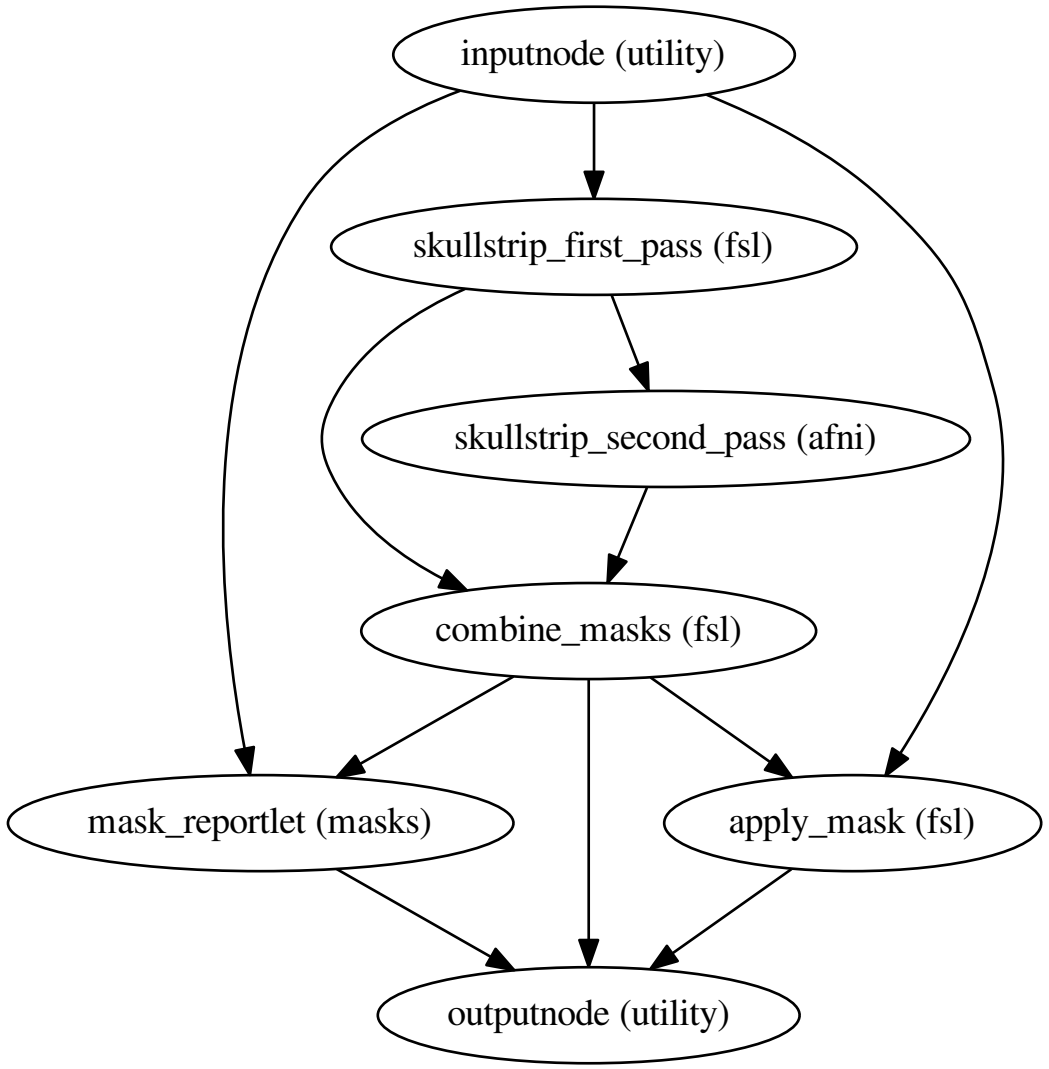 inputnode (utility)
skullstrip_first_pass (fsl)
skullstrip_second_pass (afni)
combine_masks (fsl)
mask_reportlet (masks)
apply_mask (fsl)
outputnode (utility)